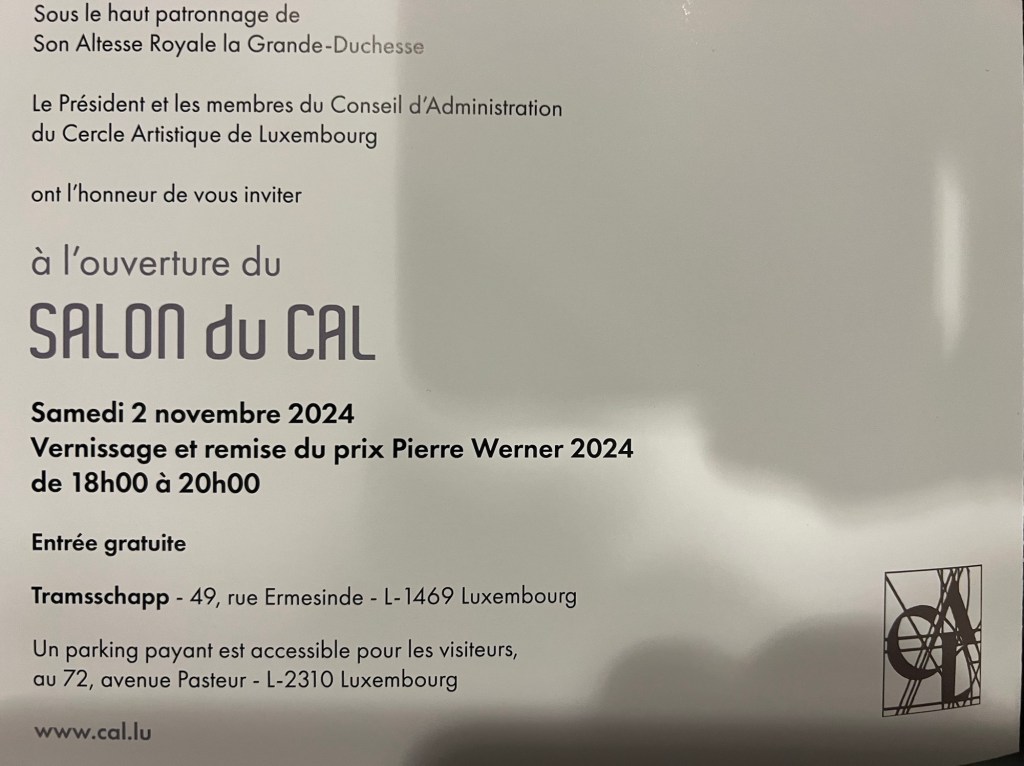 Sous le haut patronnage de
Son Altesse Royale la Grande-Duchesse
Le Président et les membres du Conseil d'Administration
du Cercle Artistique de Luxembourg
ont l'honneur de vous inviter
à l'ouverture du
SALON du CAL
Samedi 2 novembre 2024
Vernissage et remise du prix Pierre Werner 2024
de 18h00 à 20h00
Entrée gratuite
Tramsschapp - 49, rue Ermesinde - L-1469 Luxembourg
Un parking payant est accessible pour les visiteurs,
au 72, avenue Pasteur - L-2310 Luxembourg
www.cal.lu
CAL